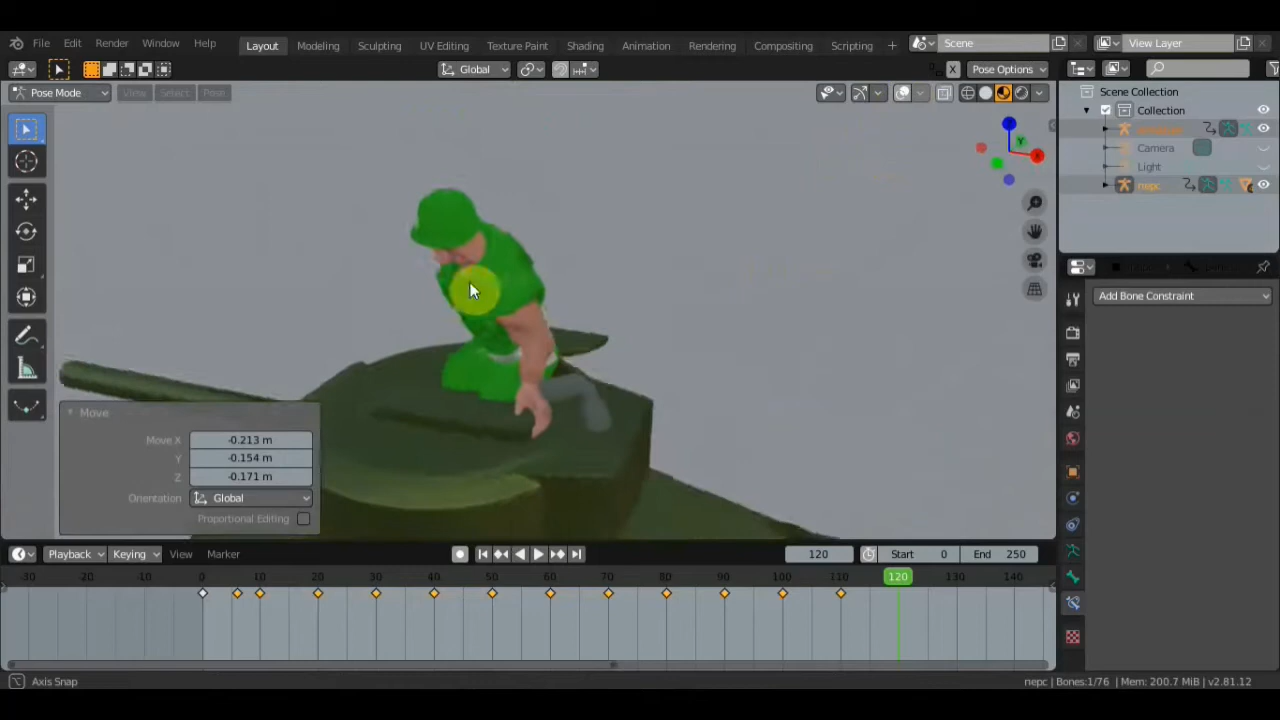 File Edit Render Window Help Layout Modeling Sculpting UV Editing Texture Paint Shading Animation Rendering Compositing Scripting + Scene View Layer
Global X Pose Options
Pose Mode View Select Pose
Scene Collection
Collection
Camera
Light
nepc
Add Bone Constraint
Y
X
Move
Move X -0.213 m
Y -0.154 m
Z -0.171 m
Orientation Global
Proportional Editing
Playback Keying View Marker 120 Start 0 End 250
-30 -20 -10 0 10 20 30 40 50 60 70 80 90 100 110 120 130 140
Axis Snap nepc | Bones:1/76 | Mem: 200.7 MiB | v2.81.12